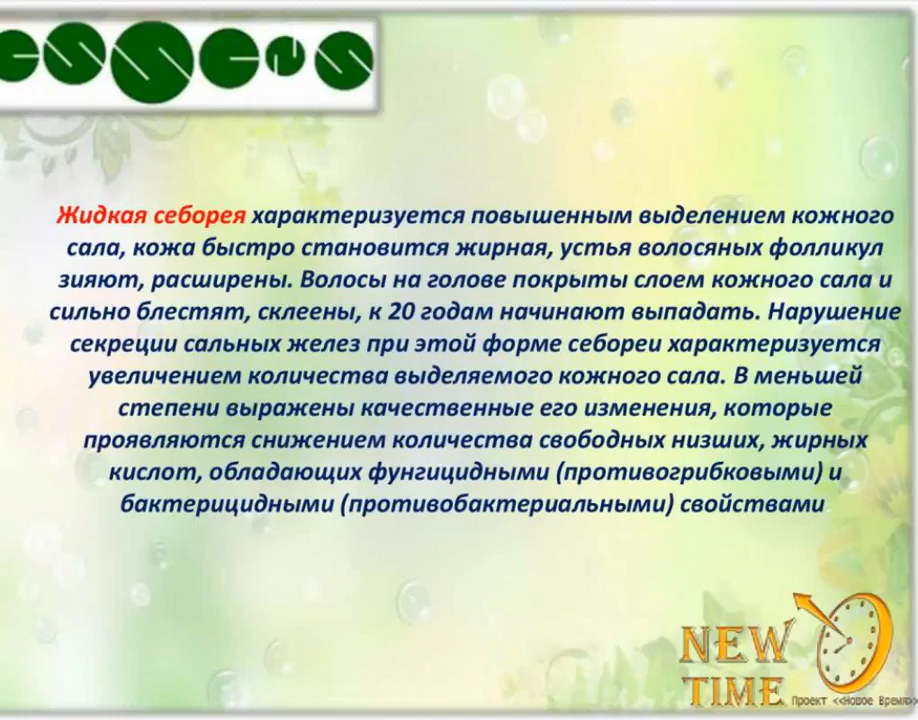 essens
Жидкая себорея характеризуется повышенным выделением кожного
сала, кожа быстро становится жирная, устья волосяных фолликул
зияют, расширены. Волосы на голове покрыты слоем кожного сала и
сильно блестят, склеены, к 20 годам начинают выпадать. Нарушение
секреции сальных желез при этой форме себореи характеризуется
увеличением количества выделяемого кожного сала. В меньшей
степени выражены качественные его изменения, которые
проявляются снижением количества свободных низших, жирных
кислот, обладающих фунгицидными (противогрибковыми) и
бактерицидными (противобактериальными) свойствами
NEW
TIME
Проект <<Новое Время>>